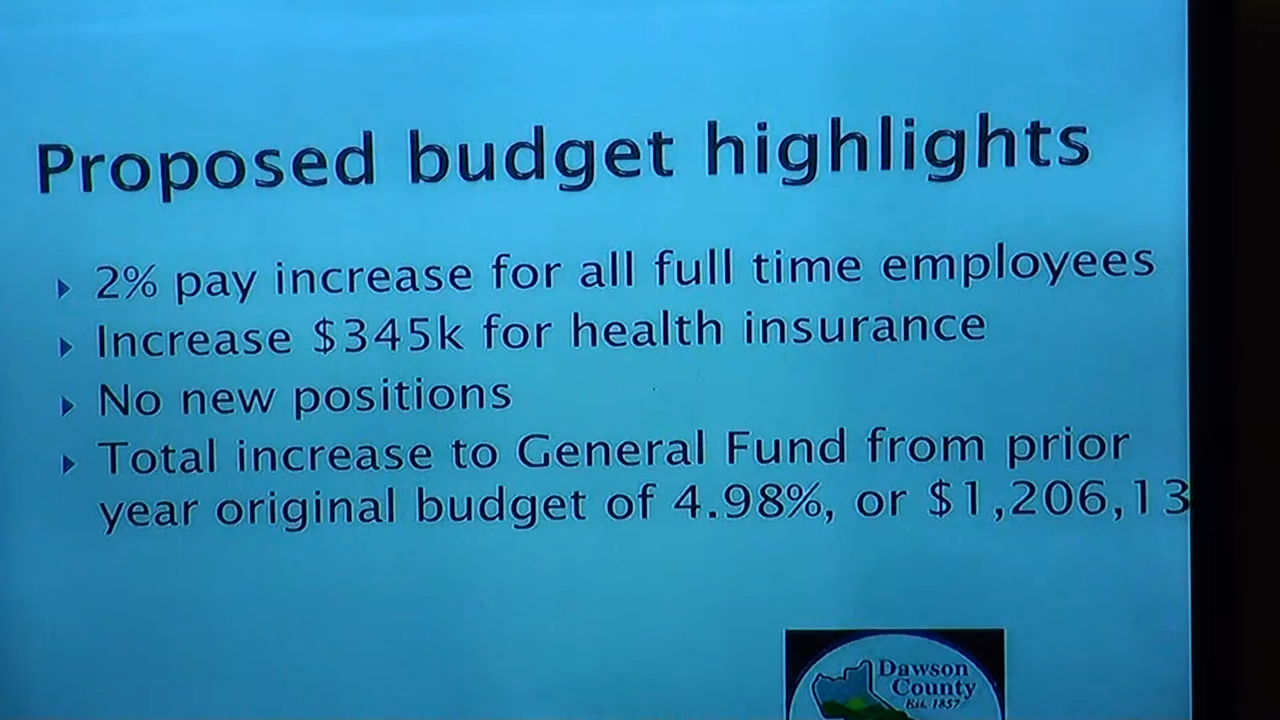 Proposed budget highlights
2% pay increase for all full time employees
Increase $345k for health insurance
No new positions
Total increase to General Fund from prior
year original budget of 4.98%, or $1,206,13
Dawson
County
Est. 1857